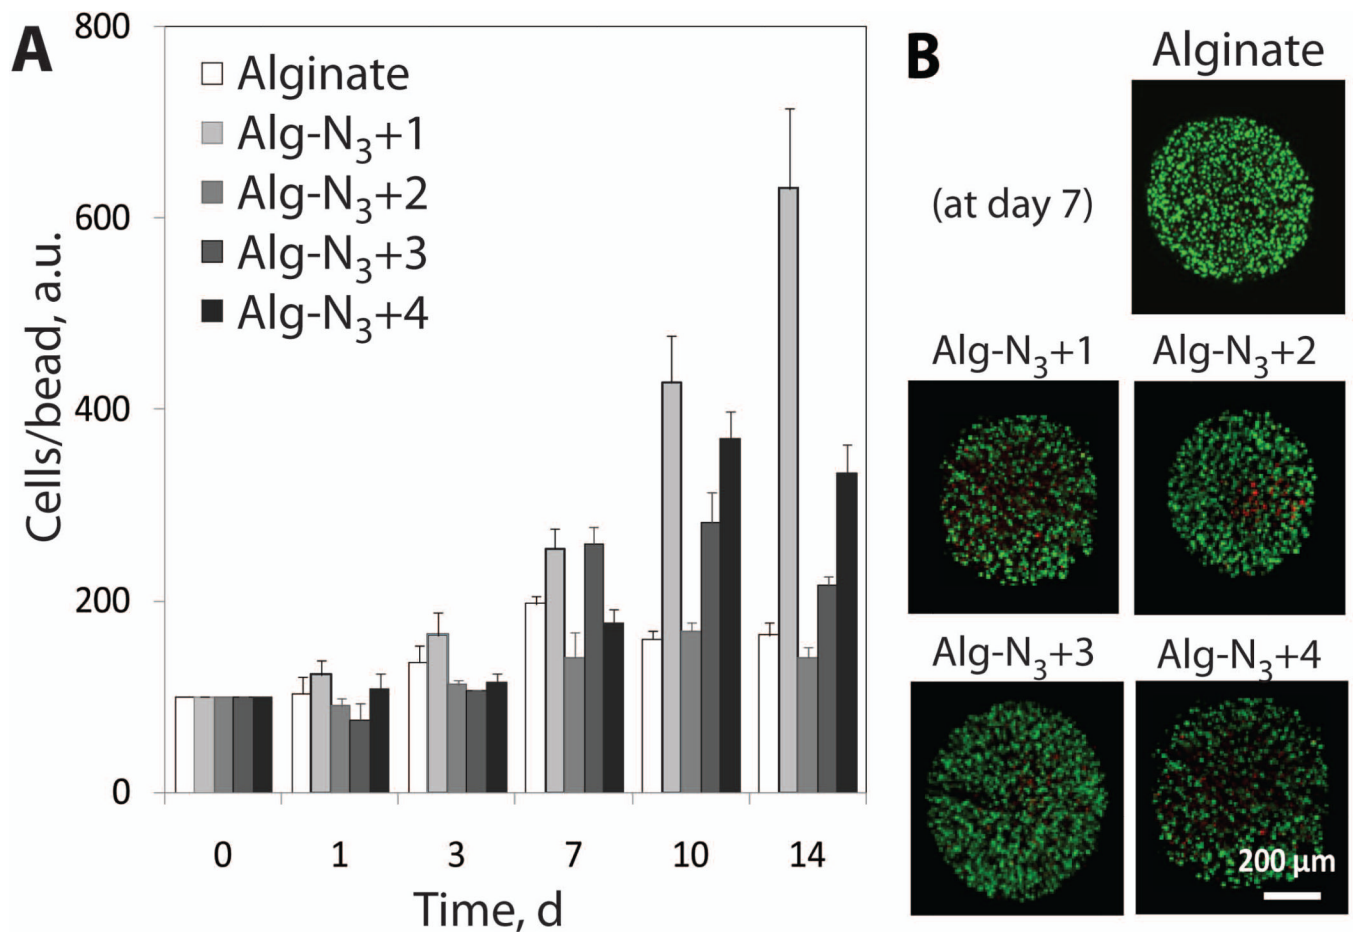 A
800
600
400
200
0
Cells/bead, a.u.
Alginate
Alg-N₃+1
Alg-N₃+2
Alg-N₃+3
Alg-N₃+4
0 1 3 7 10 14
Time, d
B
Alginate
(at day 7)
Alg-N₃+1 Alg-N₃+2
Alg-N₃+3 Alg-N₃+4
200 µm